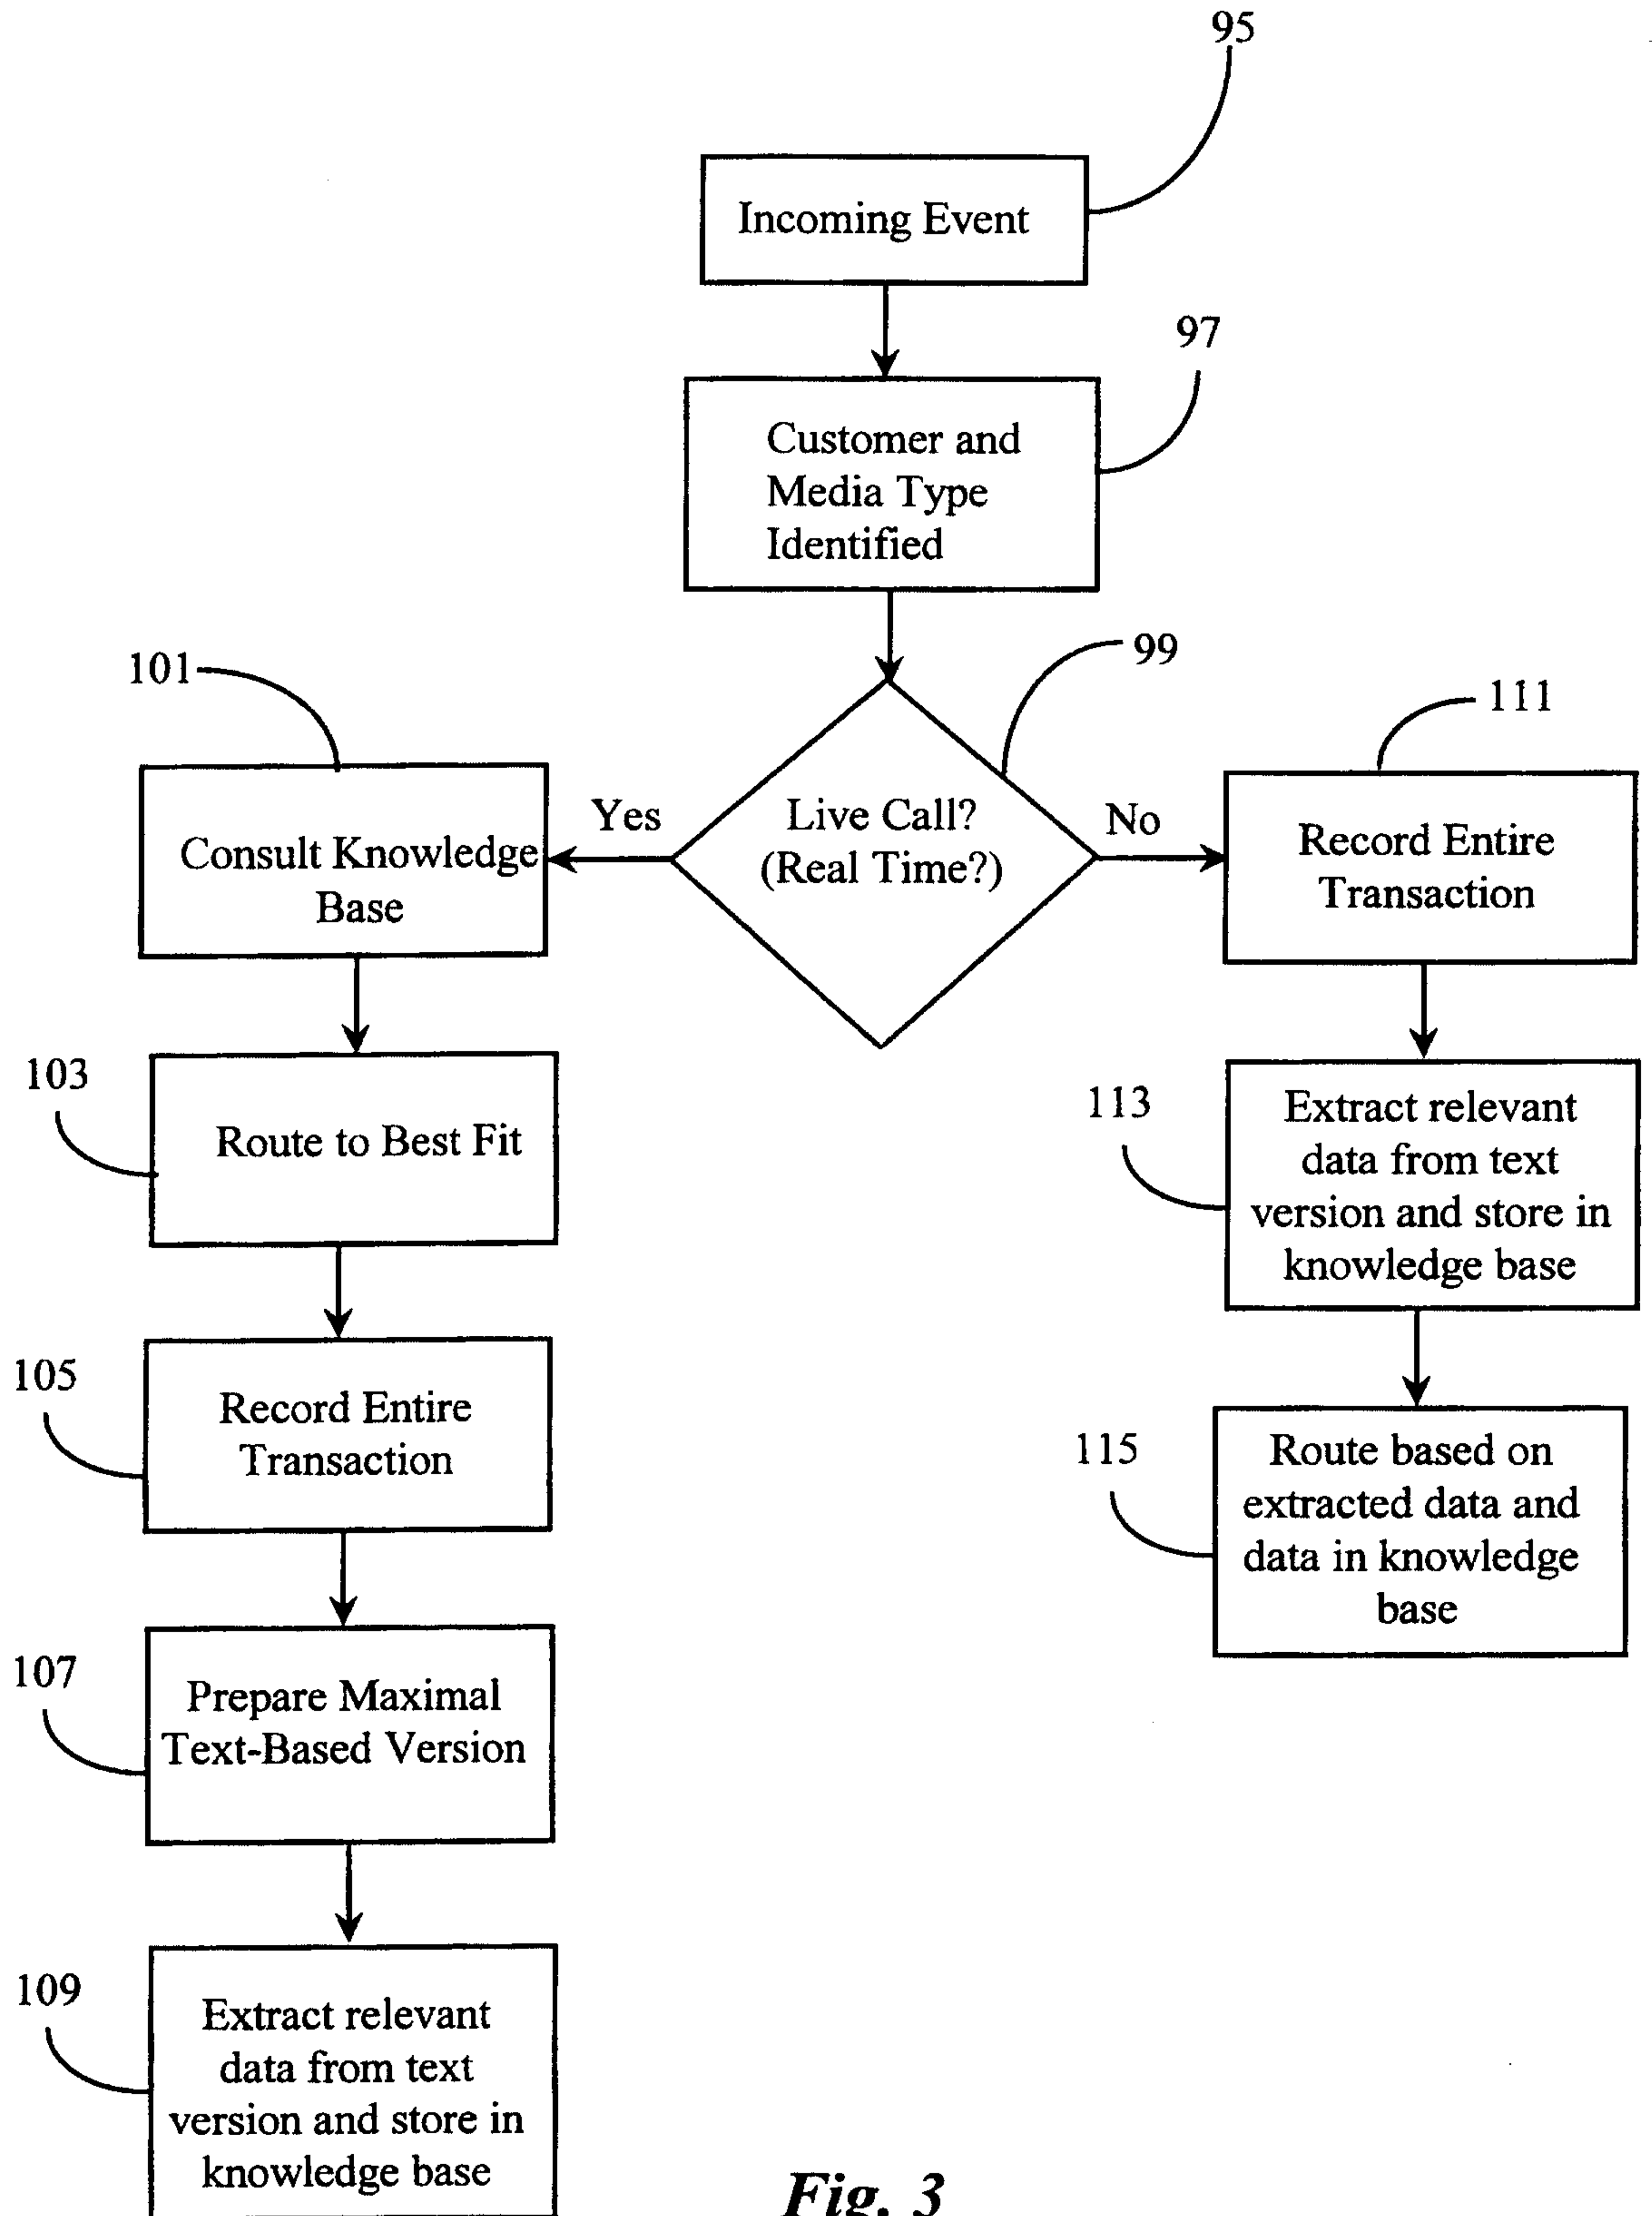 95
Incoming Event
97
Customer and
Media Type
Identified
99
Live Call?
(Real Time?)
Yes
No
101
Consult Knowledge
Base
103
Route to Best Fit
105
Record Entire
Transaction
107
Prepare Maximal
Text-Based Version
109
Extract relevant
data from text
version and store in
knowledge base
111
Record Entire
Transaction
113
Extract relevant
data from text
version and store in
knowledge base
115
Route based on
extracted data and
data in knowledge
base
Fig. 3